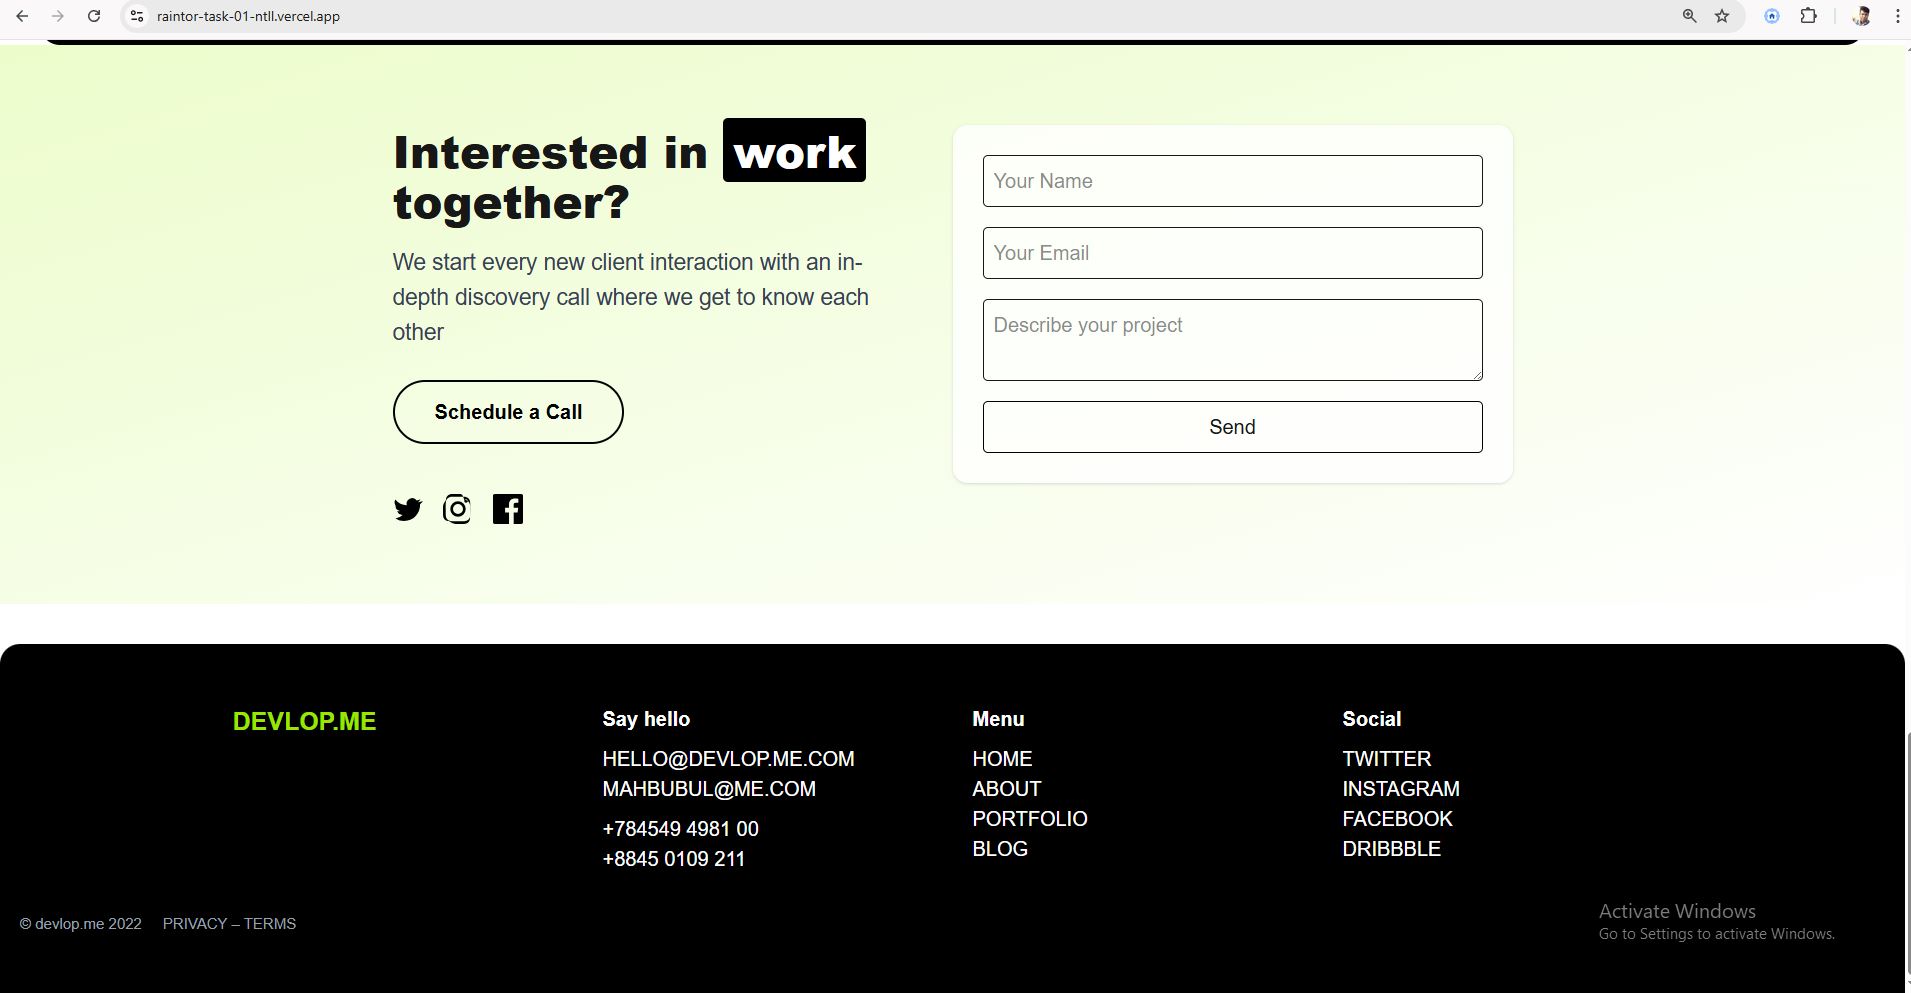 raintor-task-01-ntll.vercel.app
Interested in work
together?
We start every new client interaction with an in-
depth discovery call where we get to know each
other
Schedule a Call
Your Name
Your Email
Describe your project
Send
DEVLOP.ME
Say hello
HELLO@DEVLOP.ME.COM
MAHBUBUL@ME.COM
+784549 4981 00
+8845 0109 211
Menu
HOME
ABOUT
PORTFOLIO
BLOG
Social
TWITTER
INSTAGRAM
FACEBOOK
DRIBBBLE
© devlop.me 2022 PRIVACY – TERMS
Activate Windows
Go to Settings to activate Windows.